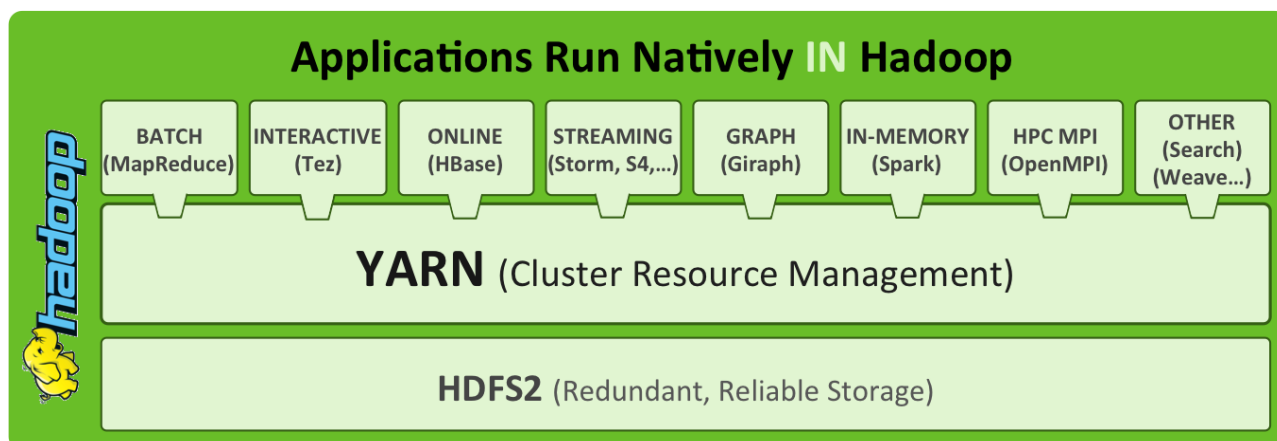 Applications Run Natively IN Hadoop
hadoop
BATCH
(MapReduce)
INTERACTIVE
(Tez)
ONLINE
(HBase)
STREAMING
(Storm, S4,...)
GRAPH
(Giraph)
IN-MEMORY
(Spark)
HPC MPI
(OpenMPI)
OTHER
(Search)
(Weave...)
YARN (Cluster Resource Management)
HDFS2 (Redundant, Reliable Storage)